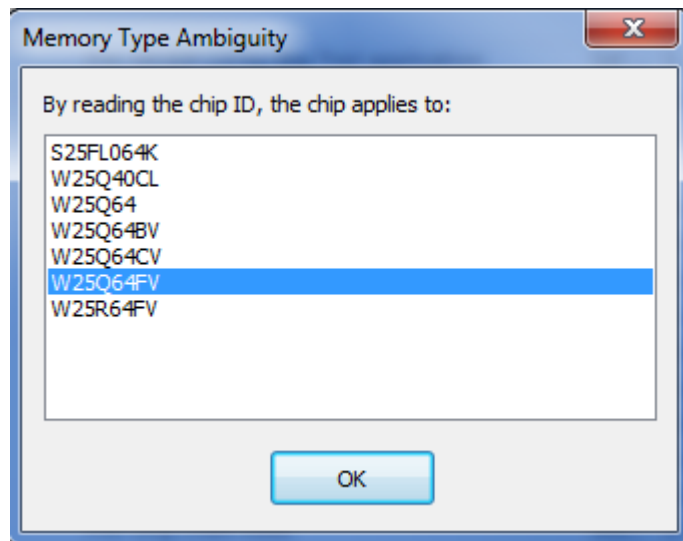 Memory Type Ambiguity
By reading the chip ID, the chip applies to:
S25FL064K
W25Q40CL
W25Q64
W25Q64BV
W25Q64CV
W25Q64FV
W25R64FV
OK